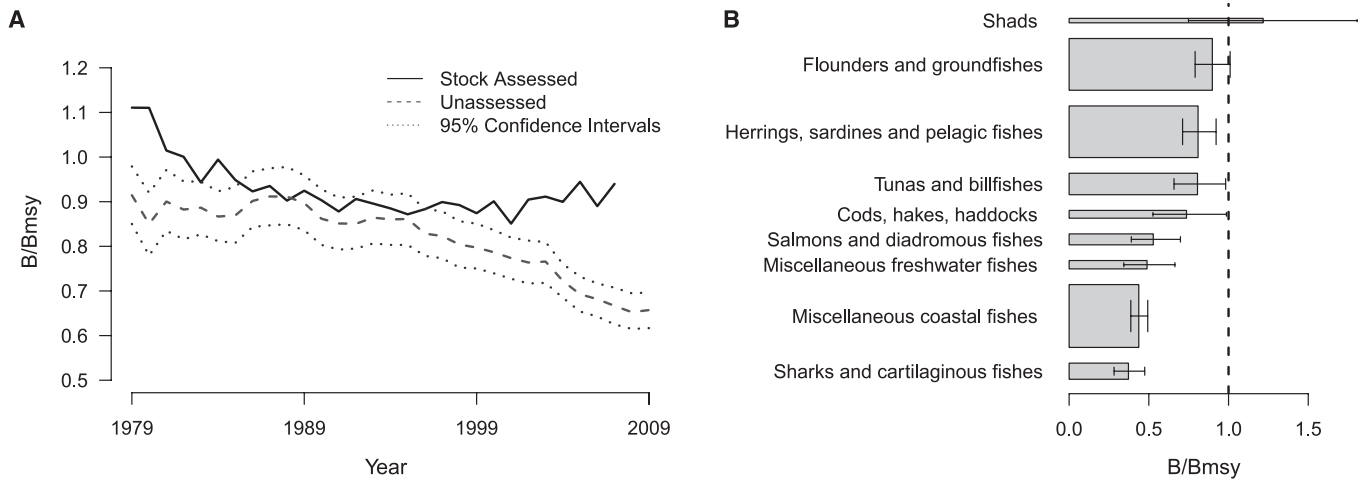 A
1.2
1.1
1.0
0.9
0.8
0.7
0.6
0.5
B/Bmsy
Stock Assessed
Unassessed
95% Confidence Intervals
1979
1989
1999
2009
Year
B
Shads
Flounders and groundfishes
Herrings, sardines and pelagic fishes
Tunas and billfishes
Cods, hakes, haddocks
Salmons and diadromous fishes
Miscellaneous freshwater fishes
Miscellaneous coastal fishes
Sharks and cartilaginous fishes
0.0
0.5
1.0
1.5
B/Bmsy